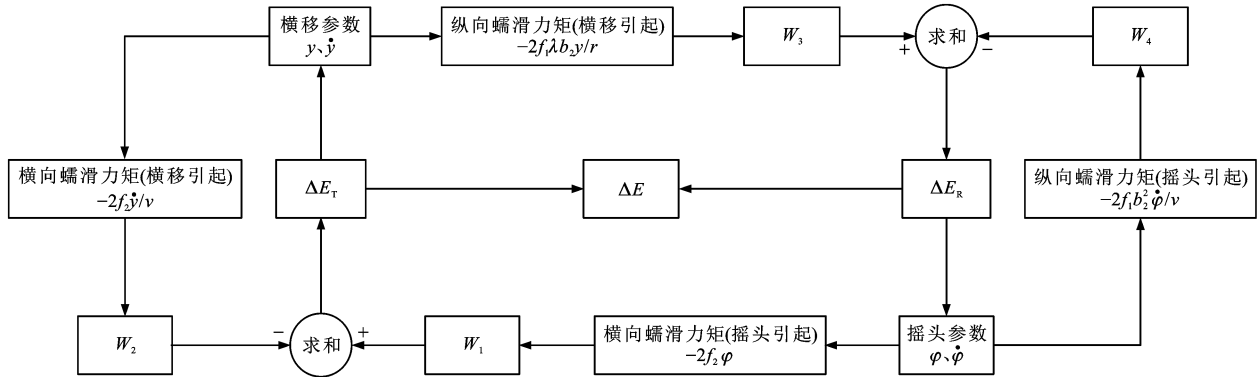 横移参数
y、ẏ
纵向蠕滑力矩(横移引起)
−2f₁λb₂y/r
W₃
+
求和
−
W₄
横向蠕滑力矩(横移引起)
−2f₂ẏ/v
ΔE_T
ΔE
ΔE_R
纵向蠕滑力矩(摇头引起)
−2f₁b₂²φ̇/v
W₂
−
求和
+
W₁
横向蠕滑力矩(摇头引起)
−2f₂φ
摇头参数
φ、φ̇